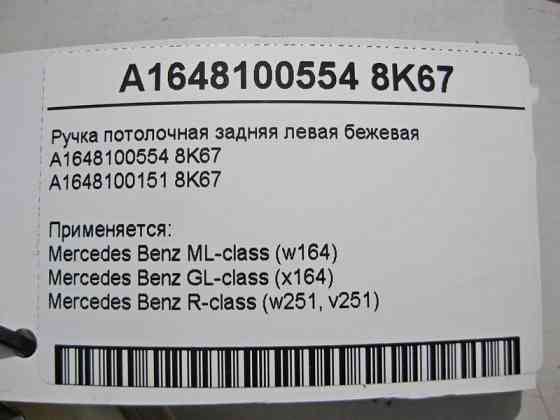 A1648100554 8K67
Ручка потолочная задняя левая бежевая
A1648100554 8K67
A1648100151 8K67
Применяется:
Mercedes Benz ML-class (w164)
Mercedes Benz GL-class (x164)
Mercedes Benz R-class (w251, v251)